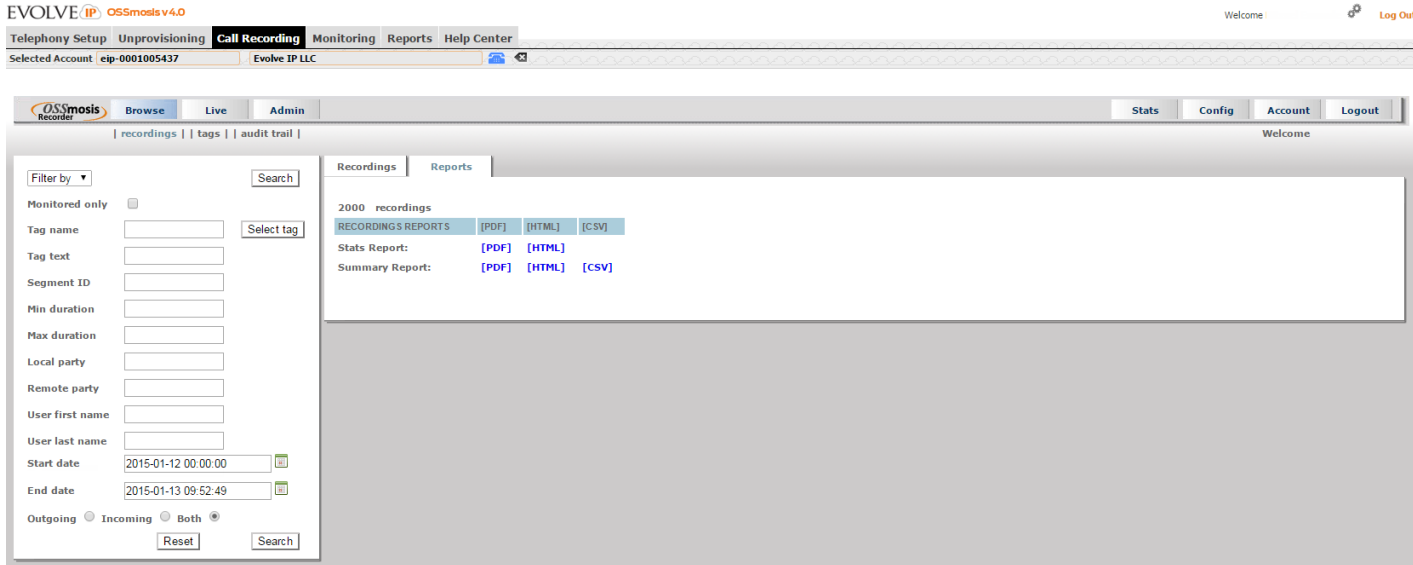 EVOLVE IP OSSmosis v4.0
Welcome
Log Out
Telephony Setup Unprovisioning Call Recording Monitoring Reports Help Center
Selected Account eip-0001005437 Evolve IP LLC
OSSmosis Recorder Browse Live Admin Stats Config Account Logout
| recordings | | tags | | audit trail | Welcome
Filter by Search
Monitored only
Tag name Select tag
Tag text
Segment ID
Min duration
Max duration
Local party
Remote party
User first name
User last name
Start date 2015-01-12 00:00:00
End date 2015-01-13 09:52:49
Outgoing Incoming Both
Reset Search
Recordings Reports
2000 recordings
RECORDINGS REPORTS [PDF] [HTML] [CSV]
Stats Report: [PDF] [HTML]
Summary Report: [PDF] [HTML] [CSV]